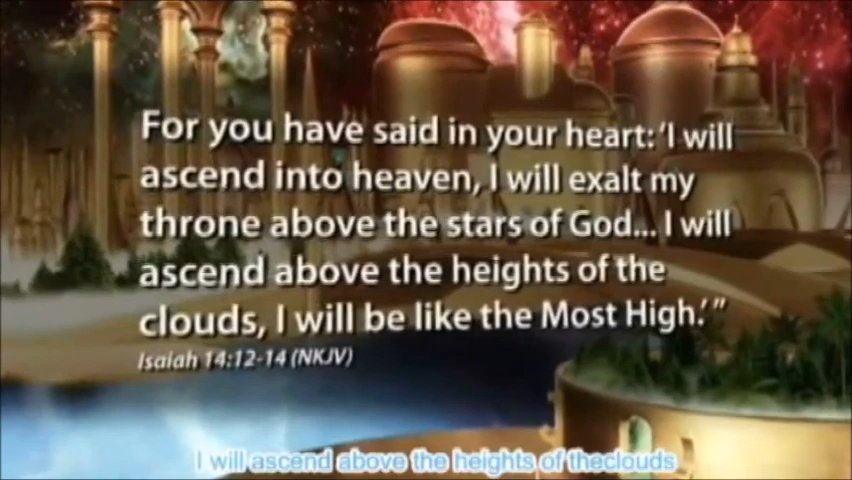 For you have said in your heart: 'I will
ascend into heaven, I will exalt my
throne above the stars of God... I will
ascend above the heights of the
clouds, I will be like the Most High.'”
Isaiah 14:12-14 (NKJV)
I will ascend above the heights of theclouds